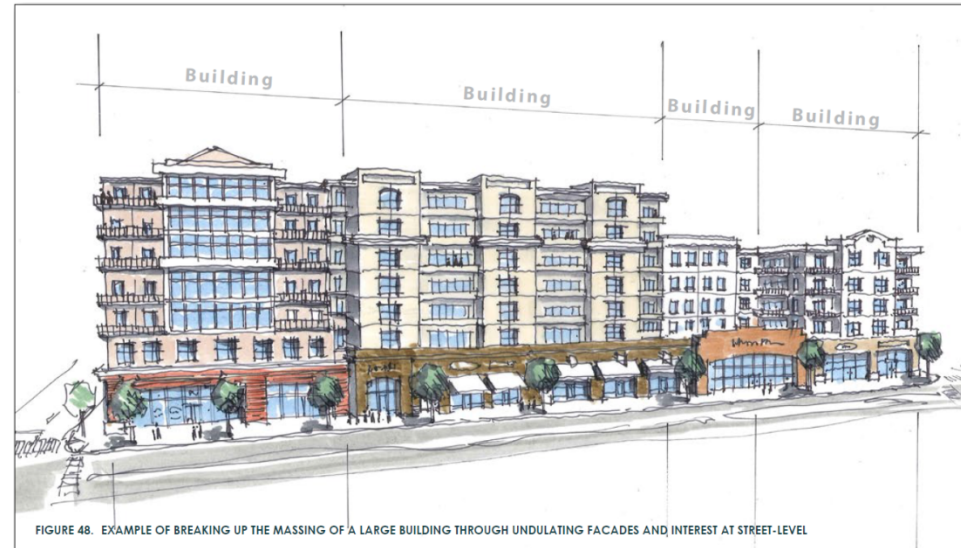 Building
Building
Building
Building
FIGURE 48. EXAMPLE OF BREAKING UP THE MASSING OF A LARGE BUILDING THROUGH UNDULATING FACADES AND INTEREST AT STREET-LEVEL